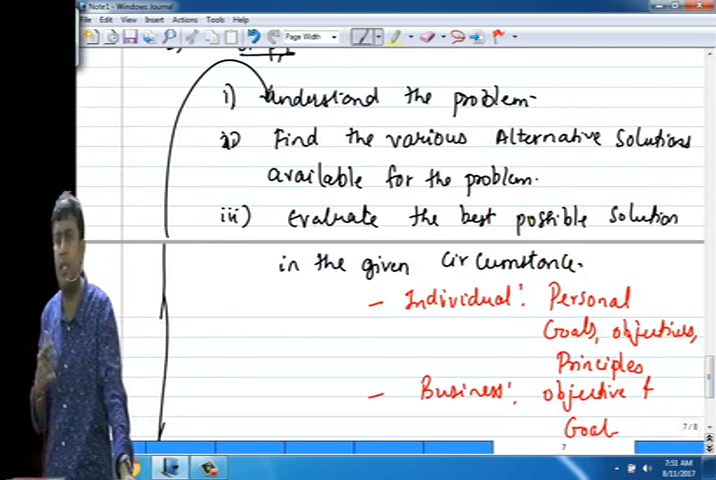 Note1 - Windows Journal
File Edit View Insert Actions Tools Help
Page Width
i) Understand the problem.
ii) Find the various Alternative Solutions
available for the problem.
iii) Evaluate the best possible Solution
in the given Circumstance.
- Individual: Personal
Goals, objectives,
Principles
- Business: objective &
Goal
7/8
7
7:51 AM
8/11/2017